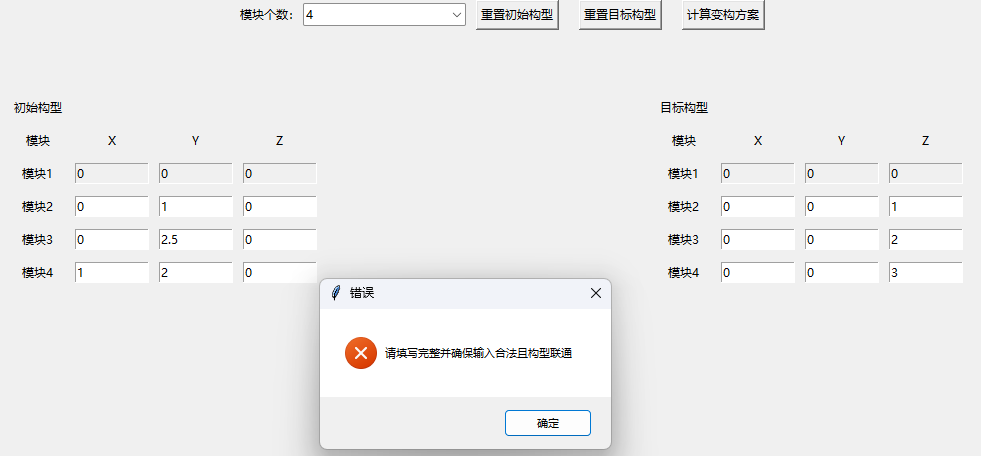 模块个数： 4 重置初始构型 重置目标构型 计算变构方案
初始构型 目标构型
模块 X Y Z 模块 X Y Z
模块1 0 0 0 模块1 0 0 0
模块2 0 1 0 模块2 0 0 1
模块3 0 2.5 0 模块3 0 0 2
模块4 1 2 0 模块4 0 0 3
错误
请填写完整并确保输入合法且构型联通
确定